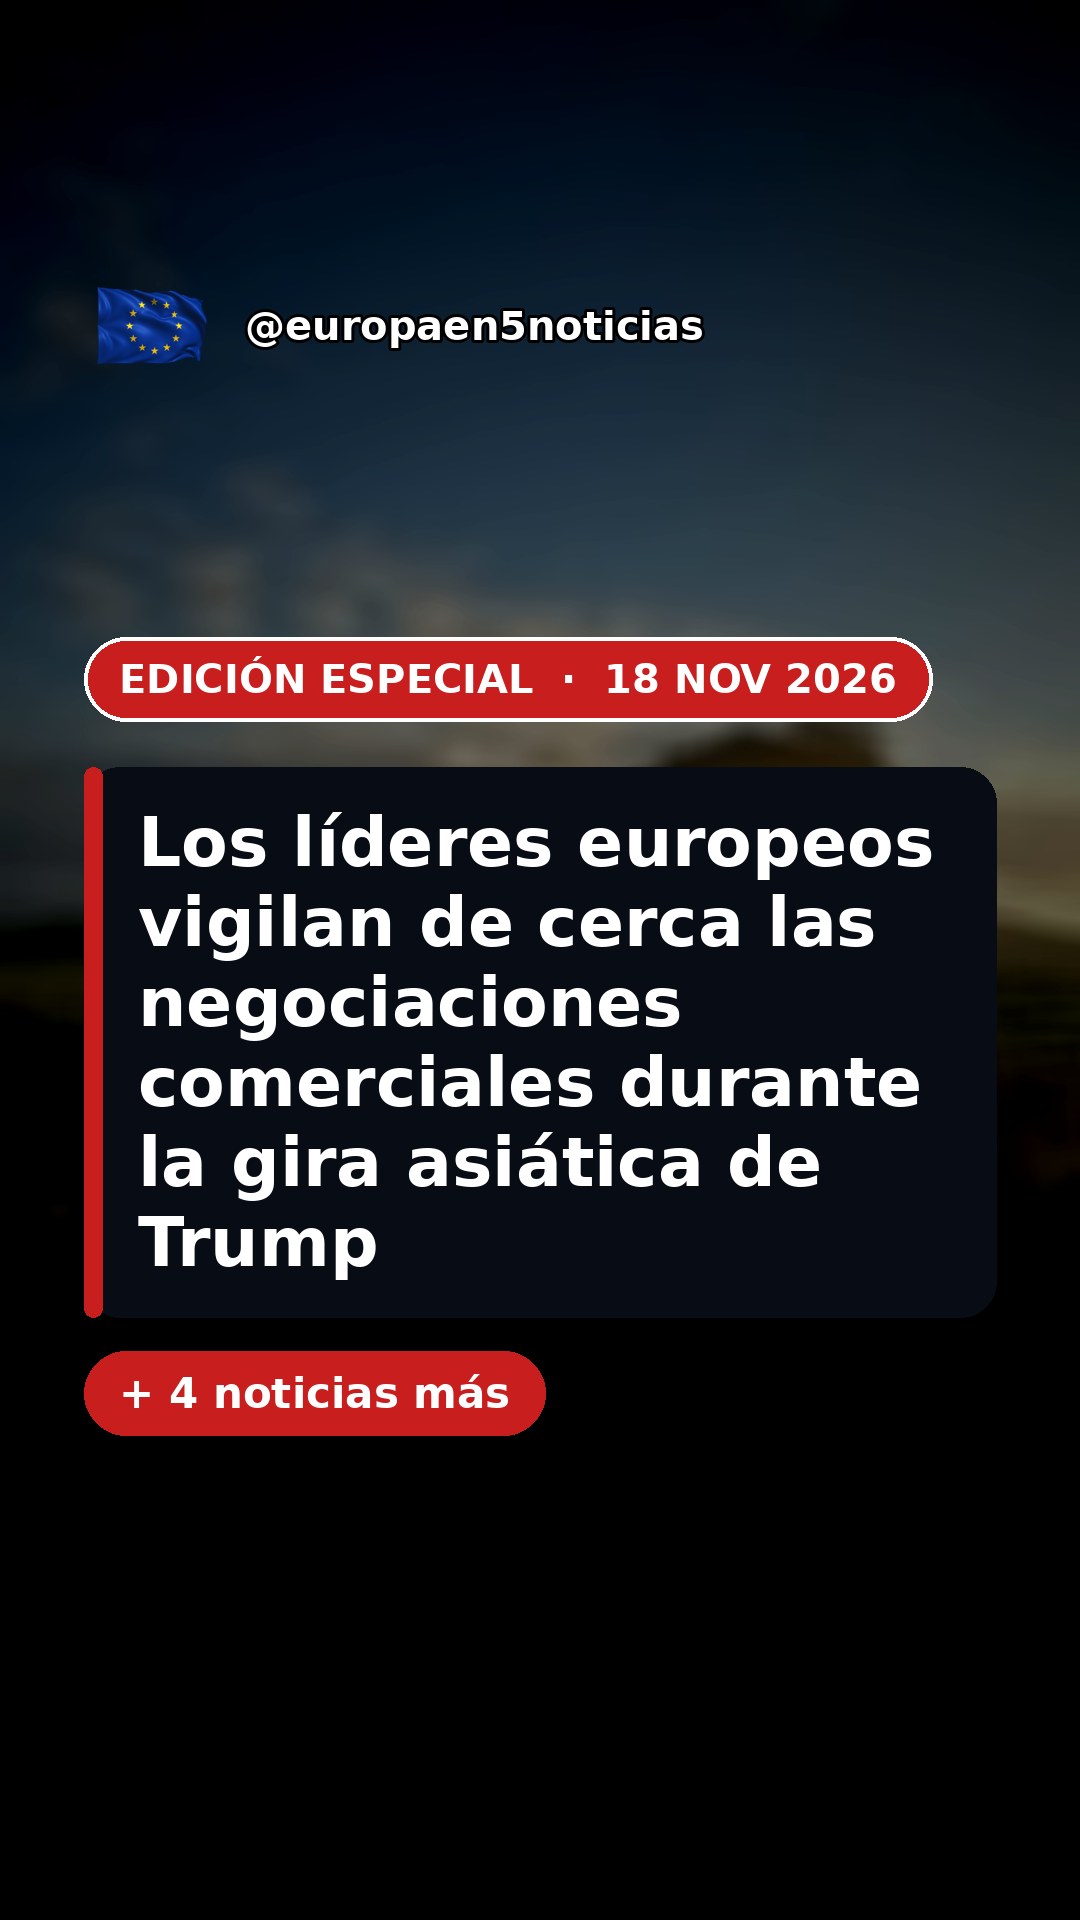 @europaen5noticias
EDICIÓN ESPECIAL · 18 NOV 2026
Los líderes europeos
vigilan de cerca las
negociaciones
comerciales durante
la gira asiática de
Trump
+ 4 noticias más